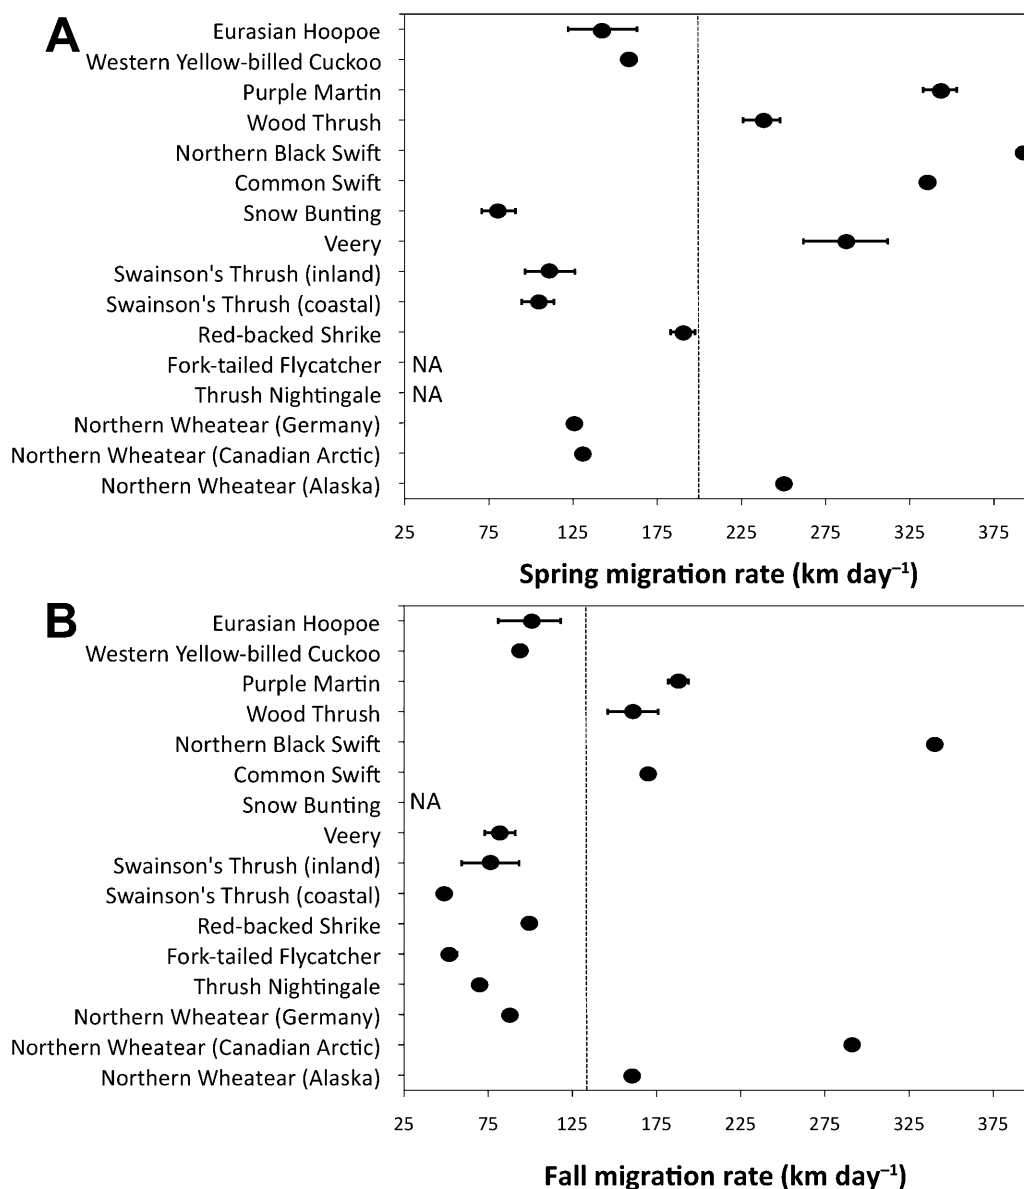 A
Eurasian Hoopoe
Western Yellow-billed Cuckoo
Purple Martin
Wood Thrush
Northern Black Swift
Common Swift
Snow Bunting
Veery
Swainson's Thrush (inland)
Swainson's Thrush (coastal)
Red-backed Shrike
Fork-tailed Flycatcher NA
Thrush Nightingale NA
Northern Wheatear (Germany)
Northern Wheatear (Canadian Arctic)
Northern Wheatear (Alaska)
25 75 125 175 225 275 325 375
Spring migration rate (km day⁻¹)
B
Eurasian Hoopoe
Western Yellow-billed Cuckoo
Purple Martin
Wood Thrush
Northern Black Swift
Common Swift
Snow Bunting NA
Veery
Swainson's Thrush (inland)
Swainson's Thrush (coastal)
Red-backed Shrike
Fork-tailed Flycatcher
Thrush Nightingale
Northern Wheatear (Germany)
Northern Wheatear (Canadian Arctic)
Northern Wheatear (Alaska)
25 75 125 175 225 275 325 375
Fall migration rate (km day⁻¹)